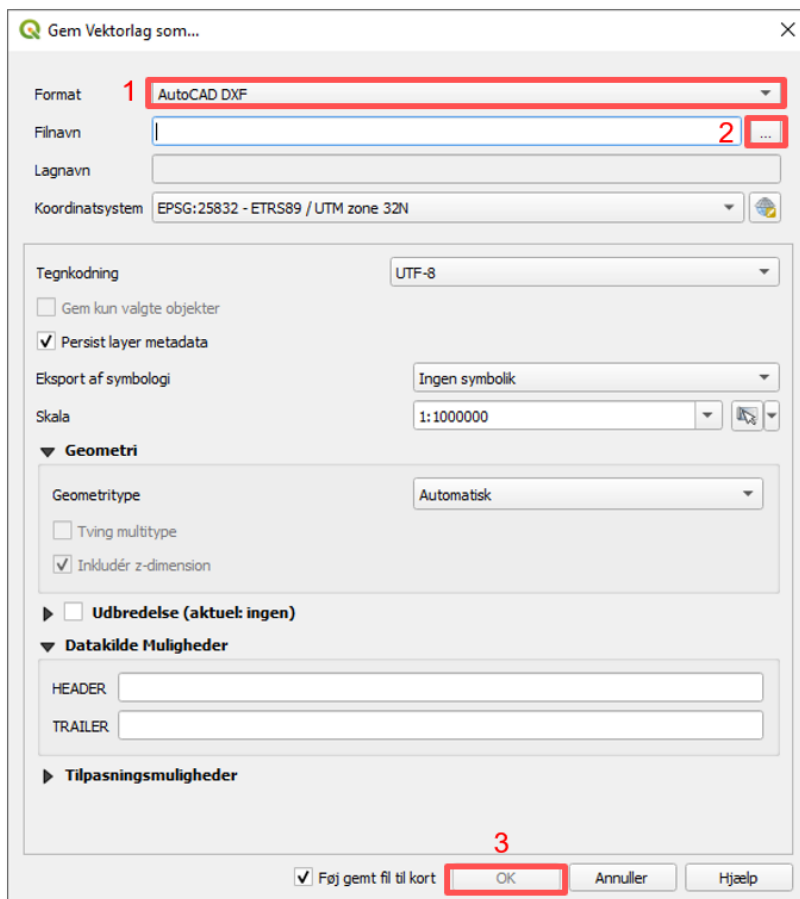 Gem Vektorlag som...
Format 1 AutoCAD DXF
Filnavn 2 ...
Lagnavn
Koordinatsystem EPSG:25832 - ETRS89 / UTM zone 32N
Tegnkodning UTF-8
Gem kun valgte objekter
Persist layer metadata
Eksport af symbologi Ingen symbolik
Skala 1:1000000
Geometri
Geometritype Automatisk
Tving multitype
Inkludér z-dimension
Udbredelse (aktuel: ingen)
Datakilde Muligheder
HEADER
TRAILER
Tilpasningsmuligheder
3
Føj gemt fil til kort OK Annuller Hjælp